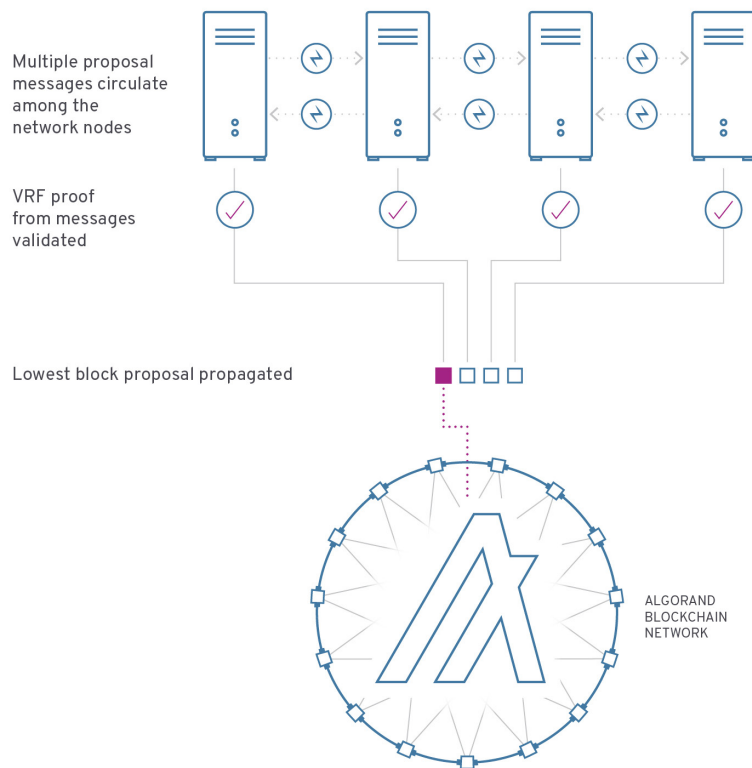 Multiple proposal
messages circulate
among the
network nodes
VRF proof
from messages
validated
Lowest block proposal propagated
ALGORAND
BLOCKCHAIN
NETWORK